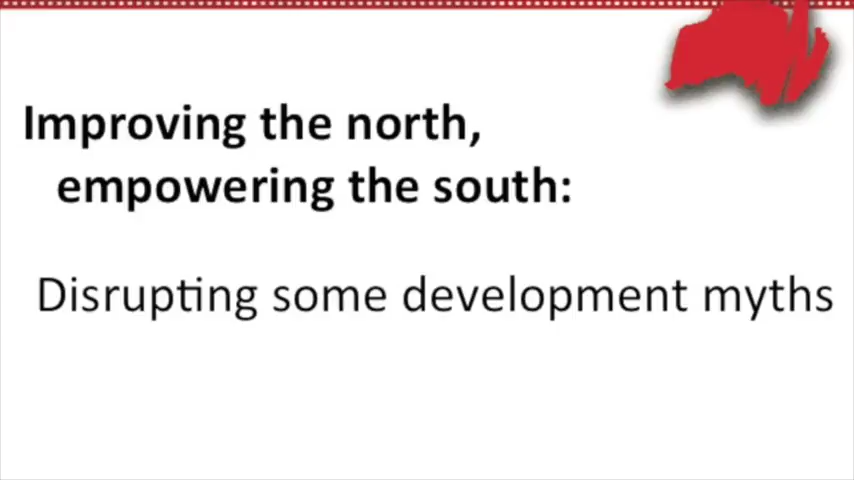 Improving the north,
empowering the south:
Disrupting some development myths